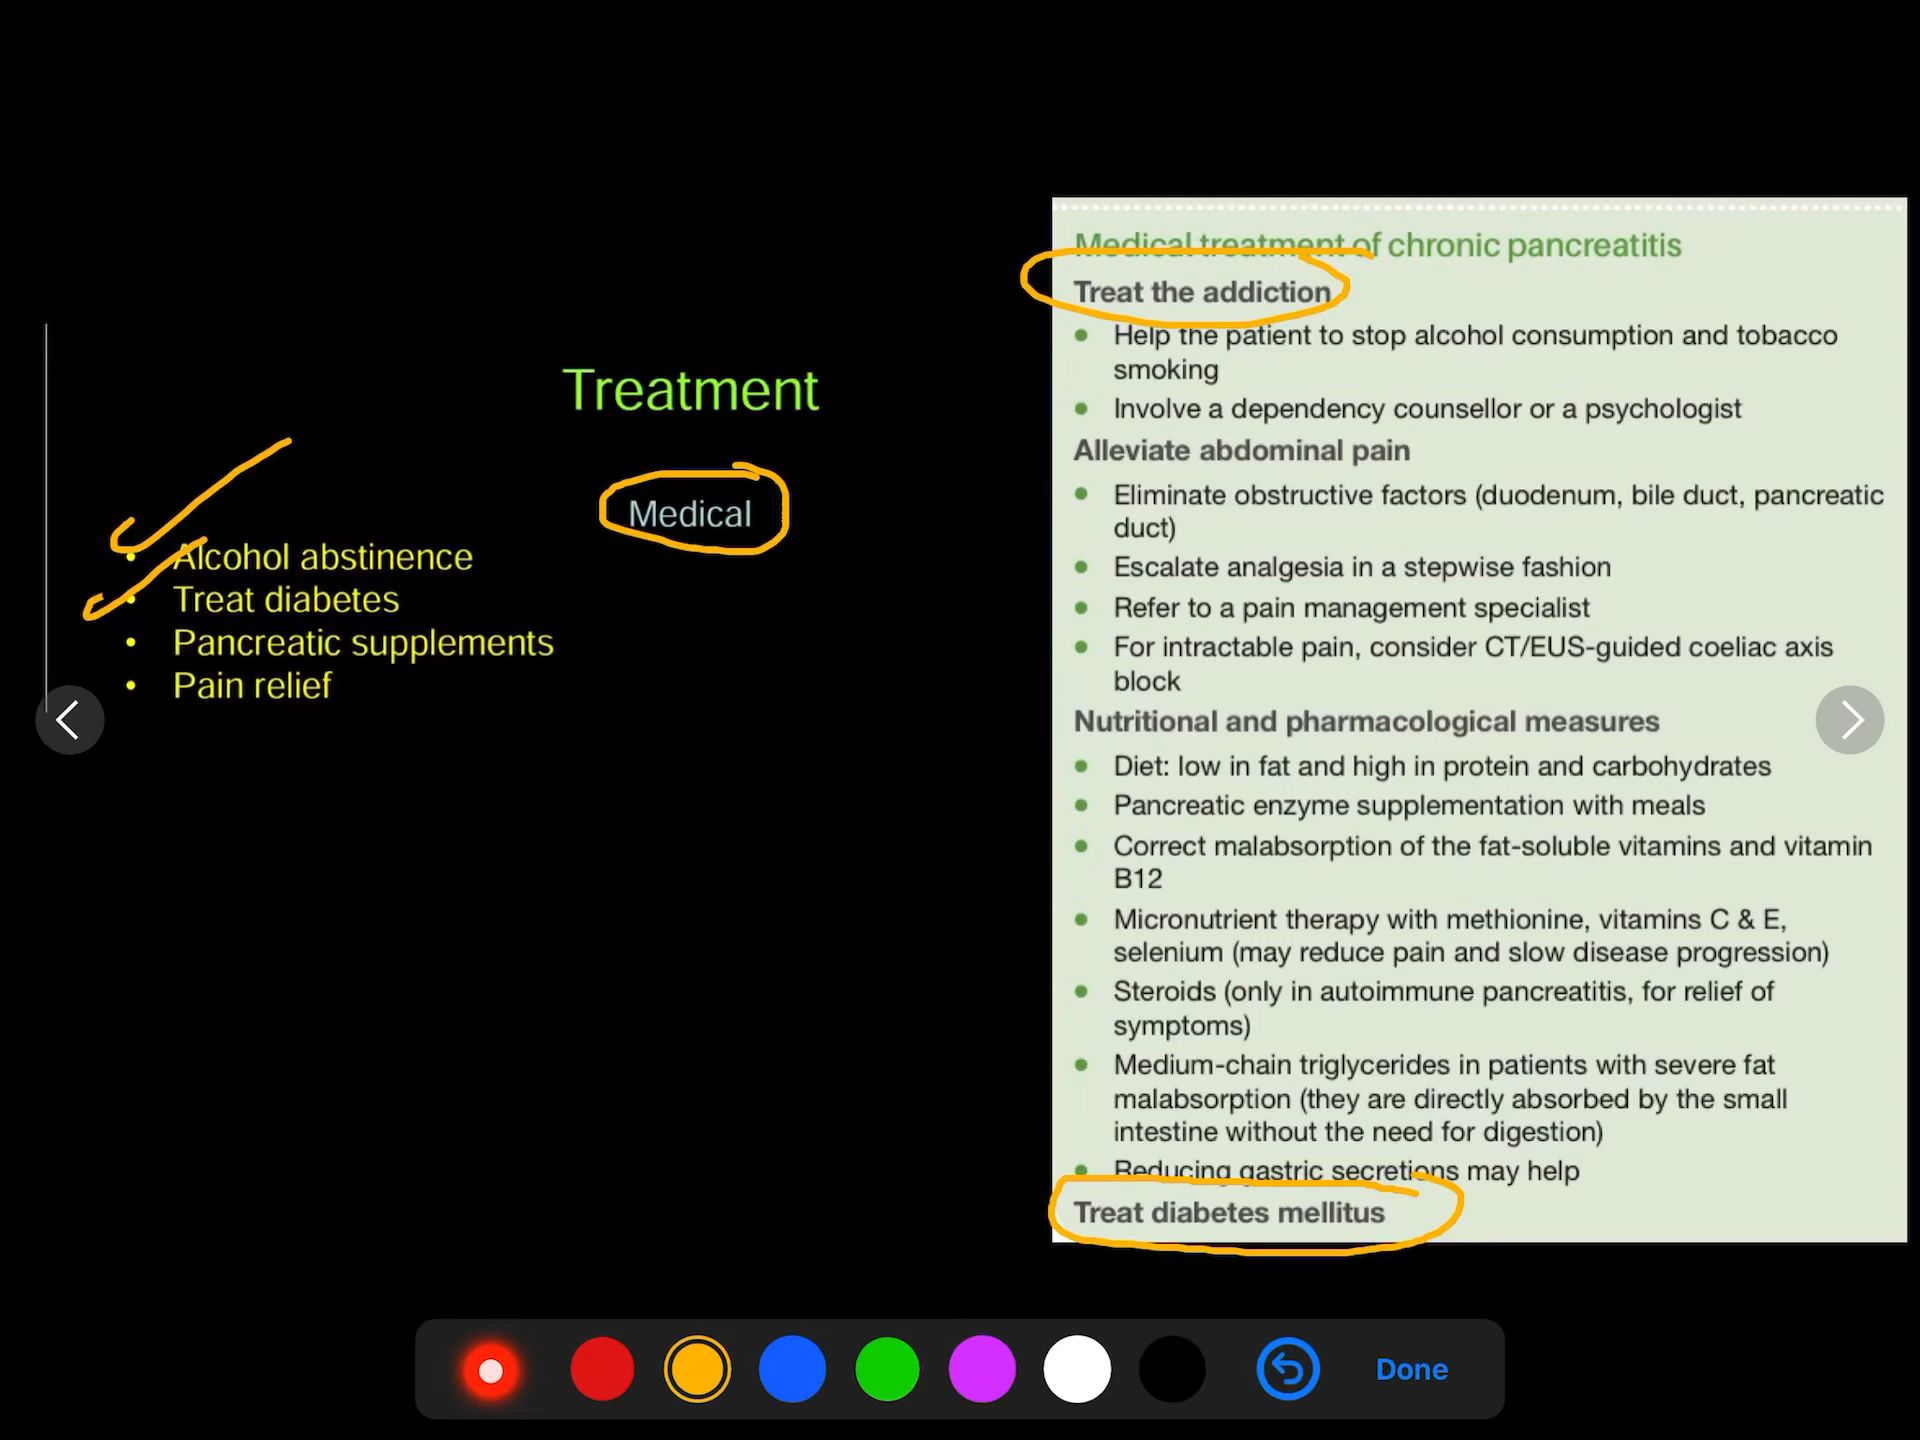 Treatment
Medical
• Alcohol abstinence
• Treat diabetes
• Pancreatic supplements
• Pain relief
Medical treatment of chronic pancreatitis
Treat the addiction
• Help the patient to stop alcohol consumption and tobacco
smoking
• Involve a dependency counsellor or a psychologist
Alleviate abdominal pain
• Eliminate obstructive factors (duodenum, bile duct, pancreatic
duct)
• Escalate analgesia in a stepwise fashion
• Refer to a pain management specialist
• For intractable pain, consider CT/EUS-guided coeliac axis
block
Nutritional and pharmacological measures
• Diet: low in fat and high in protein and carbohydrates
• Pancreatic enzyme supplementation with meals
• Correct malabsorption of the fat-soluble vitamins and vitamin
B12
• Micronutrient therapy with methionine, vitamins C & E,
selenium (may reduce pain and slow disease progression)
• Steroids (only in autoimmune pancreatitis, for relief of
symptoms)
• Medium-chain triglycerides in patients with severe fat
malabsorption (they are directly absorbed by the small
intestine without the need for digestion)
• Reducing gastric secretions may help
Treat diabetes mellitus
Done